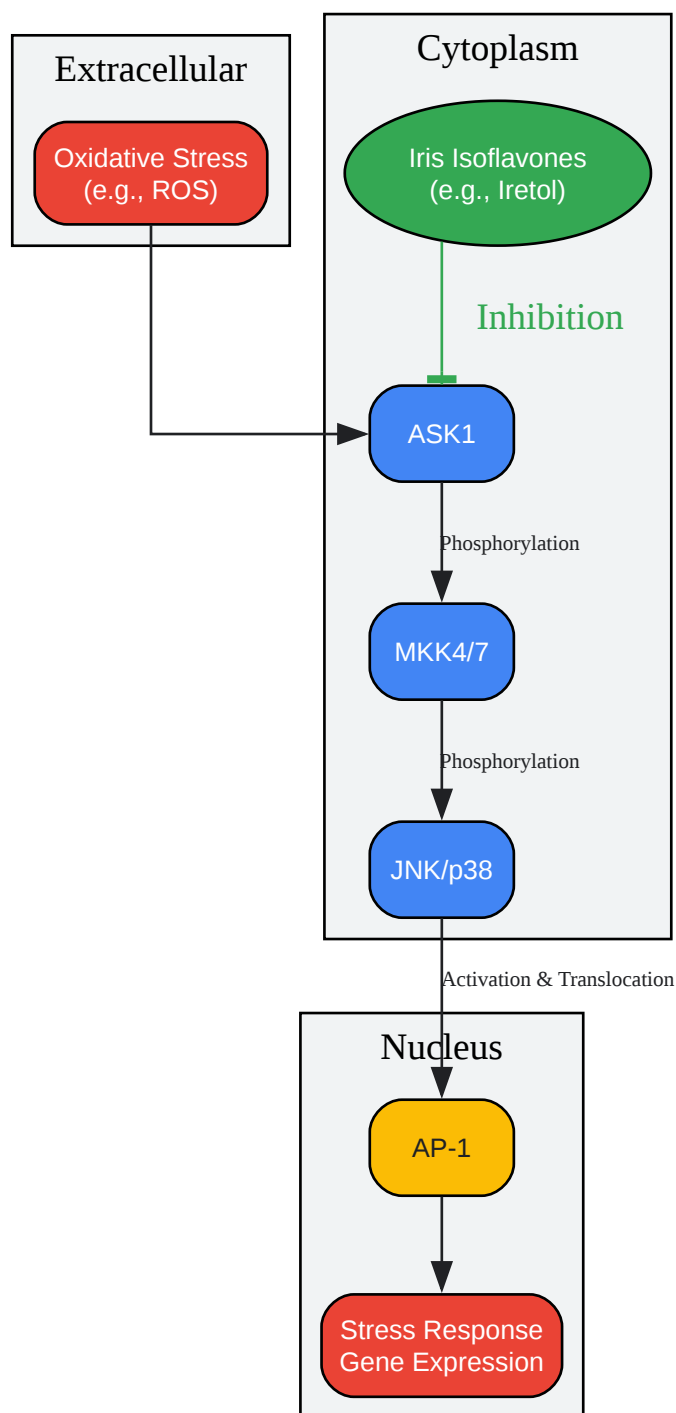 Extracellular
Oxidative Stress
(e.g., ROS)
Cytoplasm
Iris Isoflavones
(e.g., Iretol)
Inhibition
ASK1
Phosphorylation
MKK4/7
Phosphorylation
JNK/p38
Activation & Translocation
Nucleus
AP-1
Stress Response
Gene Expression